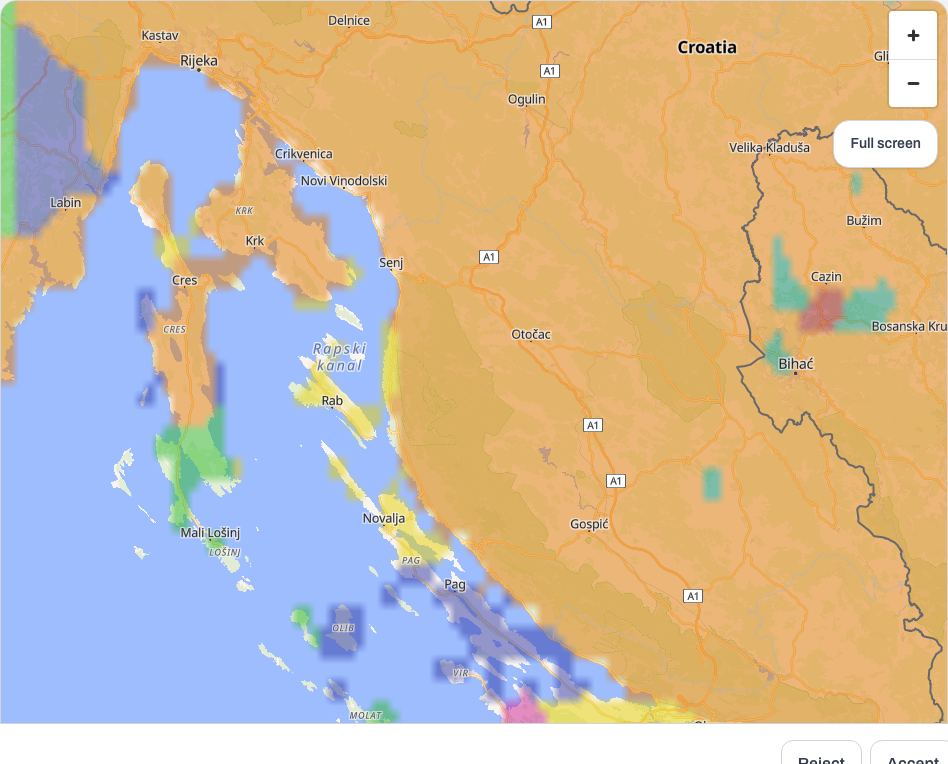 Delnice
A1
Kastav
Croatia
+
Rijeka
A1
−
Ogulin
Full screen
Velika Kladuša
Crikvenica
Novi Vinodolski
Labin
KRK
Bužim
Krk
A1
Senj
Cres
Cazin
CRES
Bosanska Kru
Otočac
Rapski
kanal
Bihać
Rab
A1
A1
Novalja
Gospić
Mali Lošinj
LOŠINJ
PAG
Pag
A1
OLIB
VIR
MOLAT
Reject
Accept